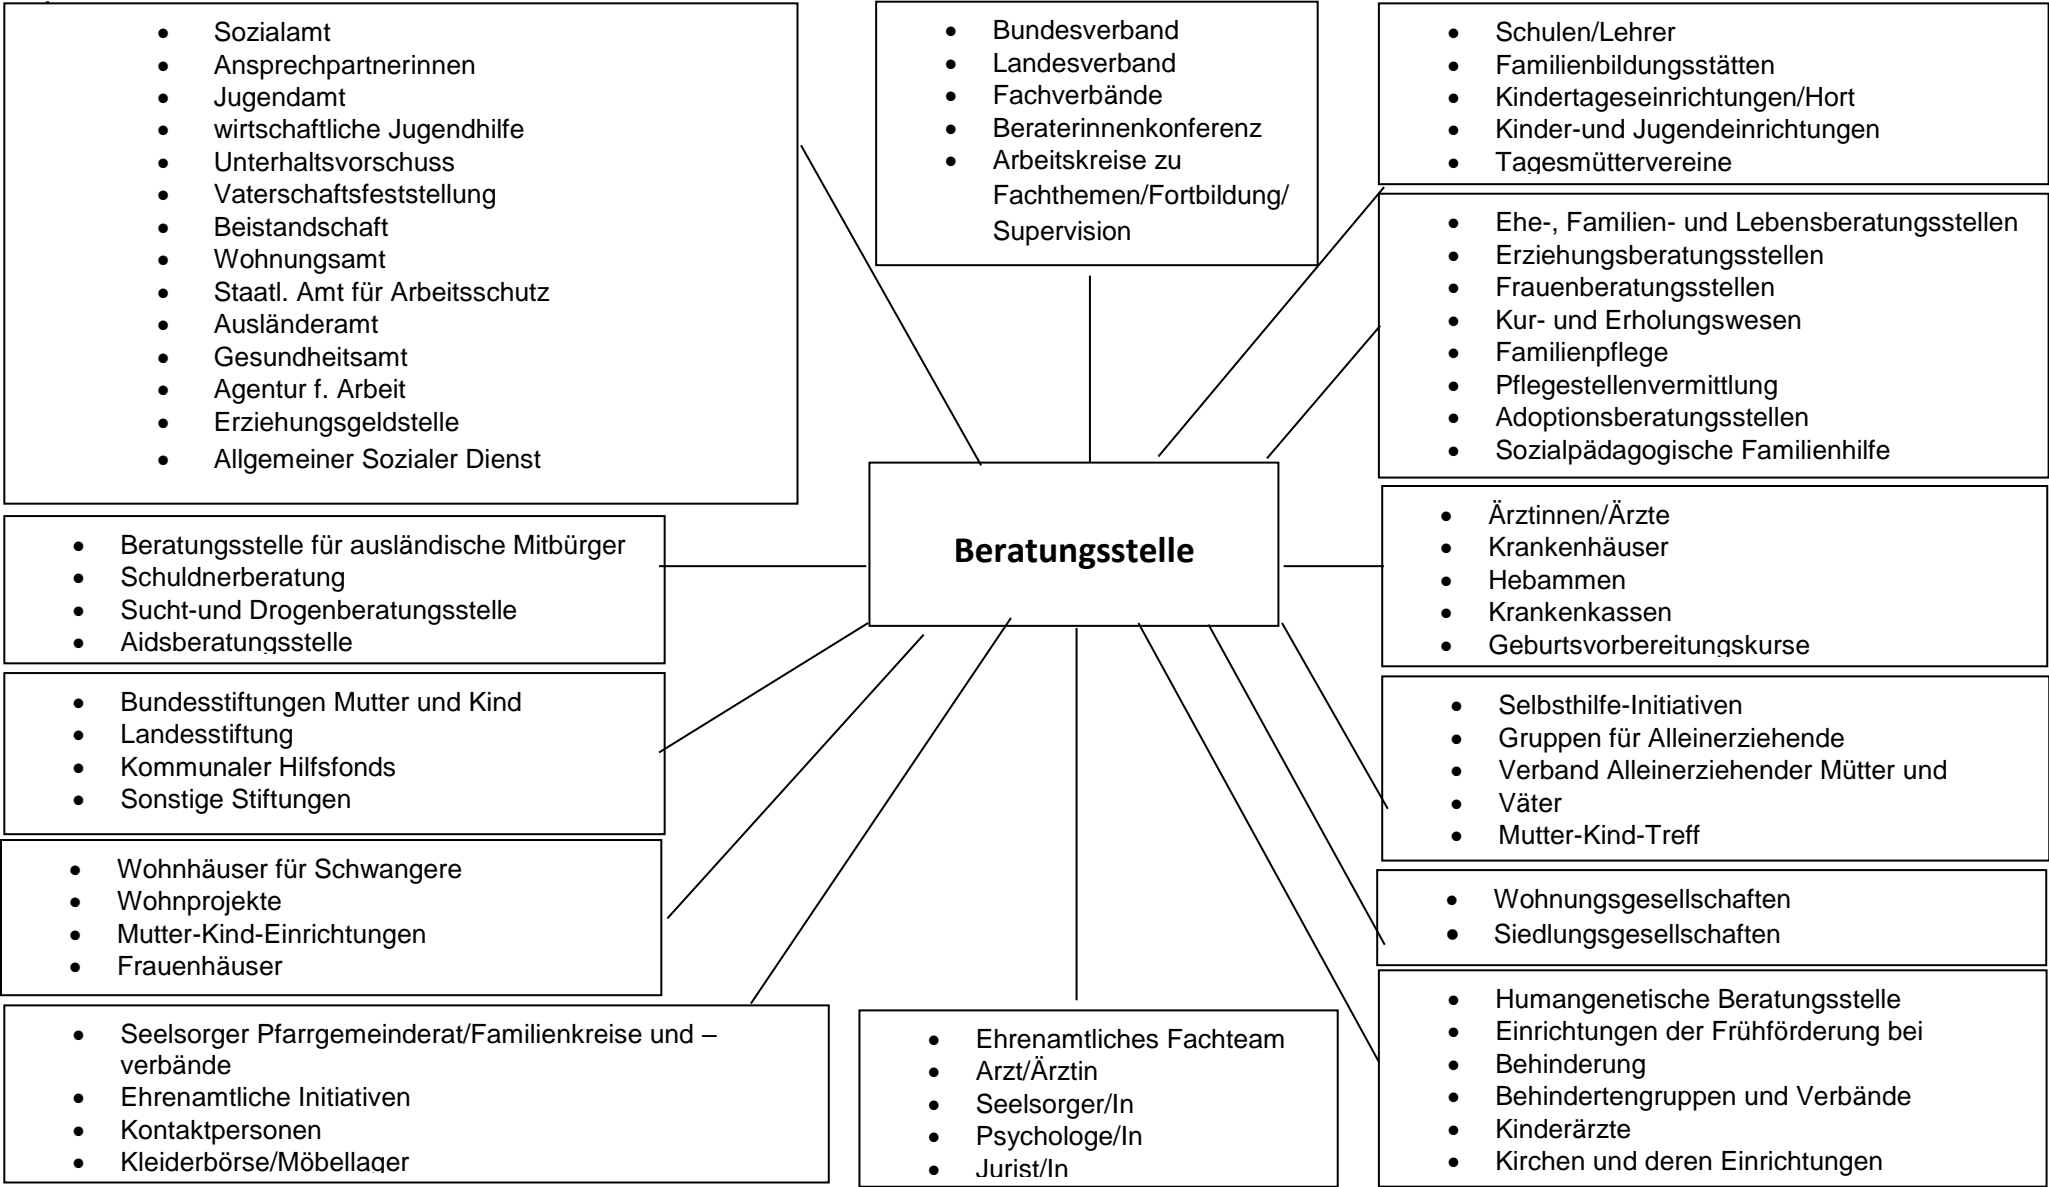 • Sozialamt
• Ansprechpartnerinnen
• Jugendamt
• wirtschaftliche Jugendhilfe
• Unterhaltsvorschuss
• Vaterschaftsfeststellung
• Beistandschaft
• Wohnungsamt
• Staatl. Amt für Arbeitsschutz
• Ausländeramt
• Gesundheitsamt
• Agentur f. Arbeit
• Erziehungsgeldstelle
• Allgemeiner Sozialer Dienst
• Bundesverband
• Landesverband
• Fachverbände
• Beraterinnenkonferenz
• Arbeitskreise zu
Fachthemen/Fortbildung/
Supervision
• Schulen/Lehrer
• Familienbildungsstätten
• Kindertageseinrichtungen/Hort
• Kinder-und Jugendeinrichtungen
• Tagesmüttervereine
• Ehe-, Familien- und Lebensberatungsstellen
• Erziehungsberatungsstellen
• Frauenberatungsstellen
• Kur- und Erholungswesen
• Familienpflege
• Pflegestellenvermittlung
• Adoptionsberatungsstellen
• Sozialpädagogische Familienhilfe
• Beratungsstelle für ausländische Mitbürger
• Schuldnerberatung
• Sucht-und Drogenberatungsstelle
• Aidsberatungsstelle
Beratungsstelle
• Ärztinnen/Ärzte
• Krankenhäuser
• Hebammen
• Krankenkassen
• Geburtsvorbereitungskurse
• Bundesstiftungen Mutter und Kind
• Landesstiftung
• Kommunaler Hilfsfonds
• Sonstige Stiftungen
• Selbsthilfe-Initiativen
• Gruppen für Alleinerziehende
• Verband Alleinerziehender Mütter und
• Väter
• Mutter-Kind-Treff
• Wohnhäuser für Schwangere
• Wohnprojekte
• Mutter-Kind-Einrichtungen
• Frauenhäuser
• Wohnungsgesellschaften
• Siedlungsgesellschaften
• Seelsorger Pfarrgemeinderat/Familienkreise und –
verbände
• Ehrenamtliche Initiativen
• Kontaktpersonen
• Kleiderbörse/Möbellager
• Ehrenamtliches Fachteam
• Arzt/Ärztin
• Seelsorger/In
• Psychologe/In
• Jurist/In
• Humangenetische Beratungsstelle
• Einrichtungen der Frühförderung bei
• Behinderung
• Behindertengruppen und Verbände
• Kinderärzte
• Kirchen und deren Einrichtungen